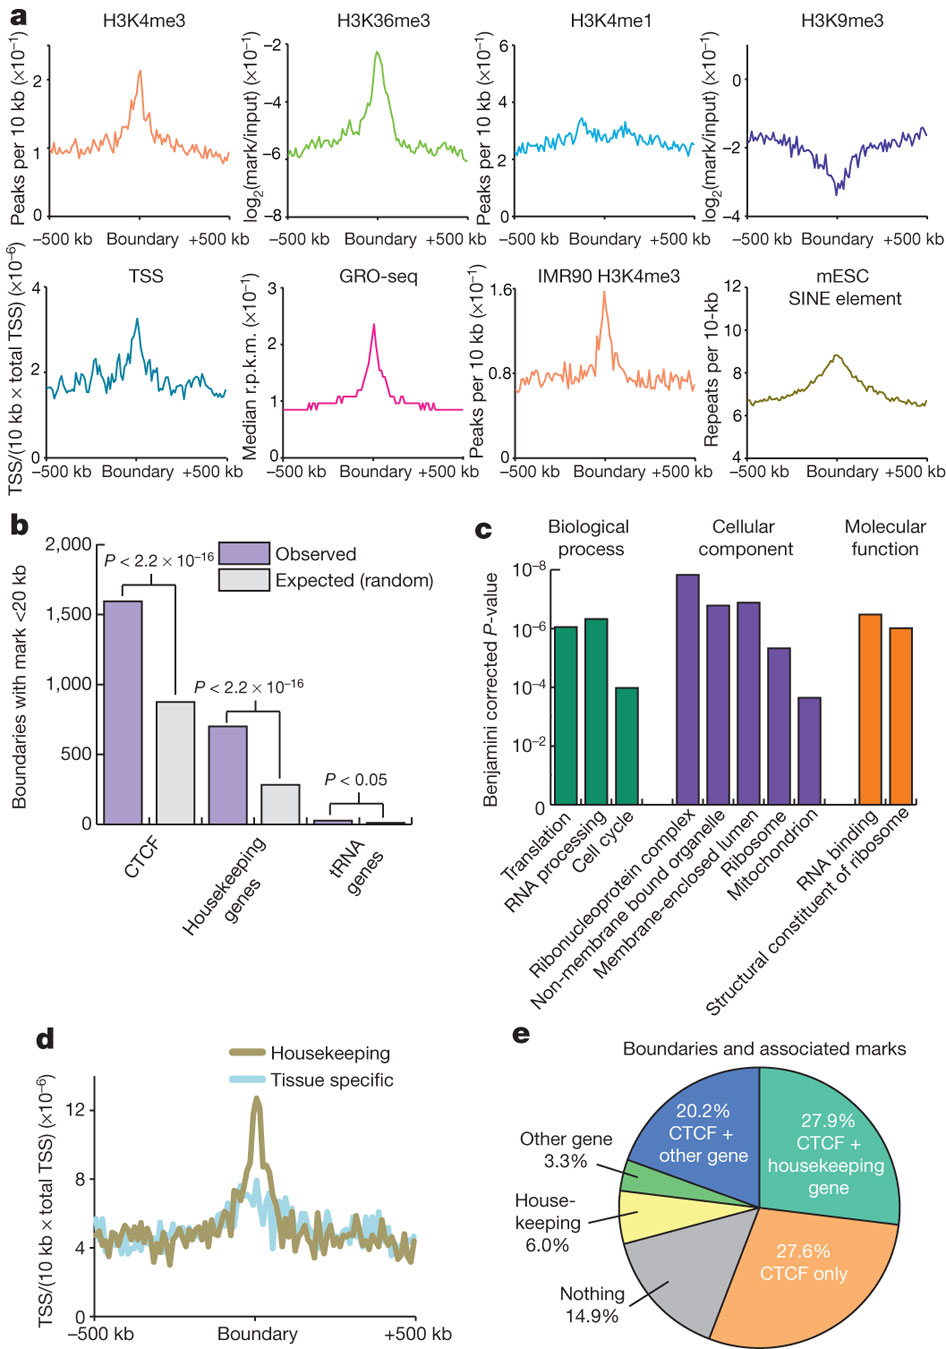 a
H3K4me3
Peaks per 10 kb (×10⁻¹)
2
1
0
−500 kb Boundary +500 kb
H3K36me3
log₂(mark/input) (×10⁻¹)
−2
−4
−6
−8
−500 kb Boundary +500 kb
H3K4me1
Peaks per 10 kb (×10⁻¹)
6
4
2
0
−500 kb Boundary +500 kb
H3K9me3
log₂(mark/input) (×10⁻¹)
0
−2
−4
−500 kb Boundary +500 kb
TSS
TSS/(10 kb × total TSS) (×10⁻⁶)
4
2
0
−500 kb Boundary +500 kb
GRO-seq
Median r.p.k.m. (×10⁻¹)
3
2
1
0
−500 kb Boundary +500 kb
IMR90 H3K4me3
Peaks per 10 kb (×10⁻¹)
1.6
0.8
0
−500 kb Boundary +500 kb
mESC
SINE element
Repeats per 10-kb
12
10
8
6
4
−500 kb Boundary +500 kb
b
Boundaries with mark <20 kb
2,000
1,500
1,000
500
0
P < 2.2 × 10⁻¹⁶
P < 2.2 × 10⁻¹⁶
P < 0.05
Observed
Expected (random)
CTCF
Housekeeping
genes
tRNA
genes
c
Biological
process
Cellular
component
Molecular
function
Benjamini corrected P-value
10⁻⁸
10⁻⁶
10⁻⁴
10⁻²
0
Translation
RNA processing
Cell cycle
Ribonucleoprotein complex
Non-membrane bound organelle
Membrane-enclosed lumen
Ribosome
Mitochondrion
RNA binding
Structural constituent of ribosome
d
Housekeeping
Tissue specific
TSS/(10 kb × total TSS) (×10⁻⁶)
12
8
4
0
−500 kb Boundary +500 kb
e
Boundaries and associated marks
27.9%
CTCF +
housekeeping
gene
27.6%
CTCF only
Nothing
14.9%
House-
keeping
6.0%
Other gene
3.3%
20.2%
CTCF +
other gene